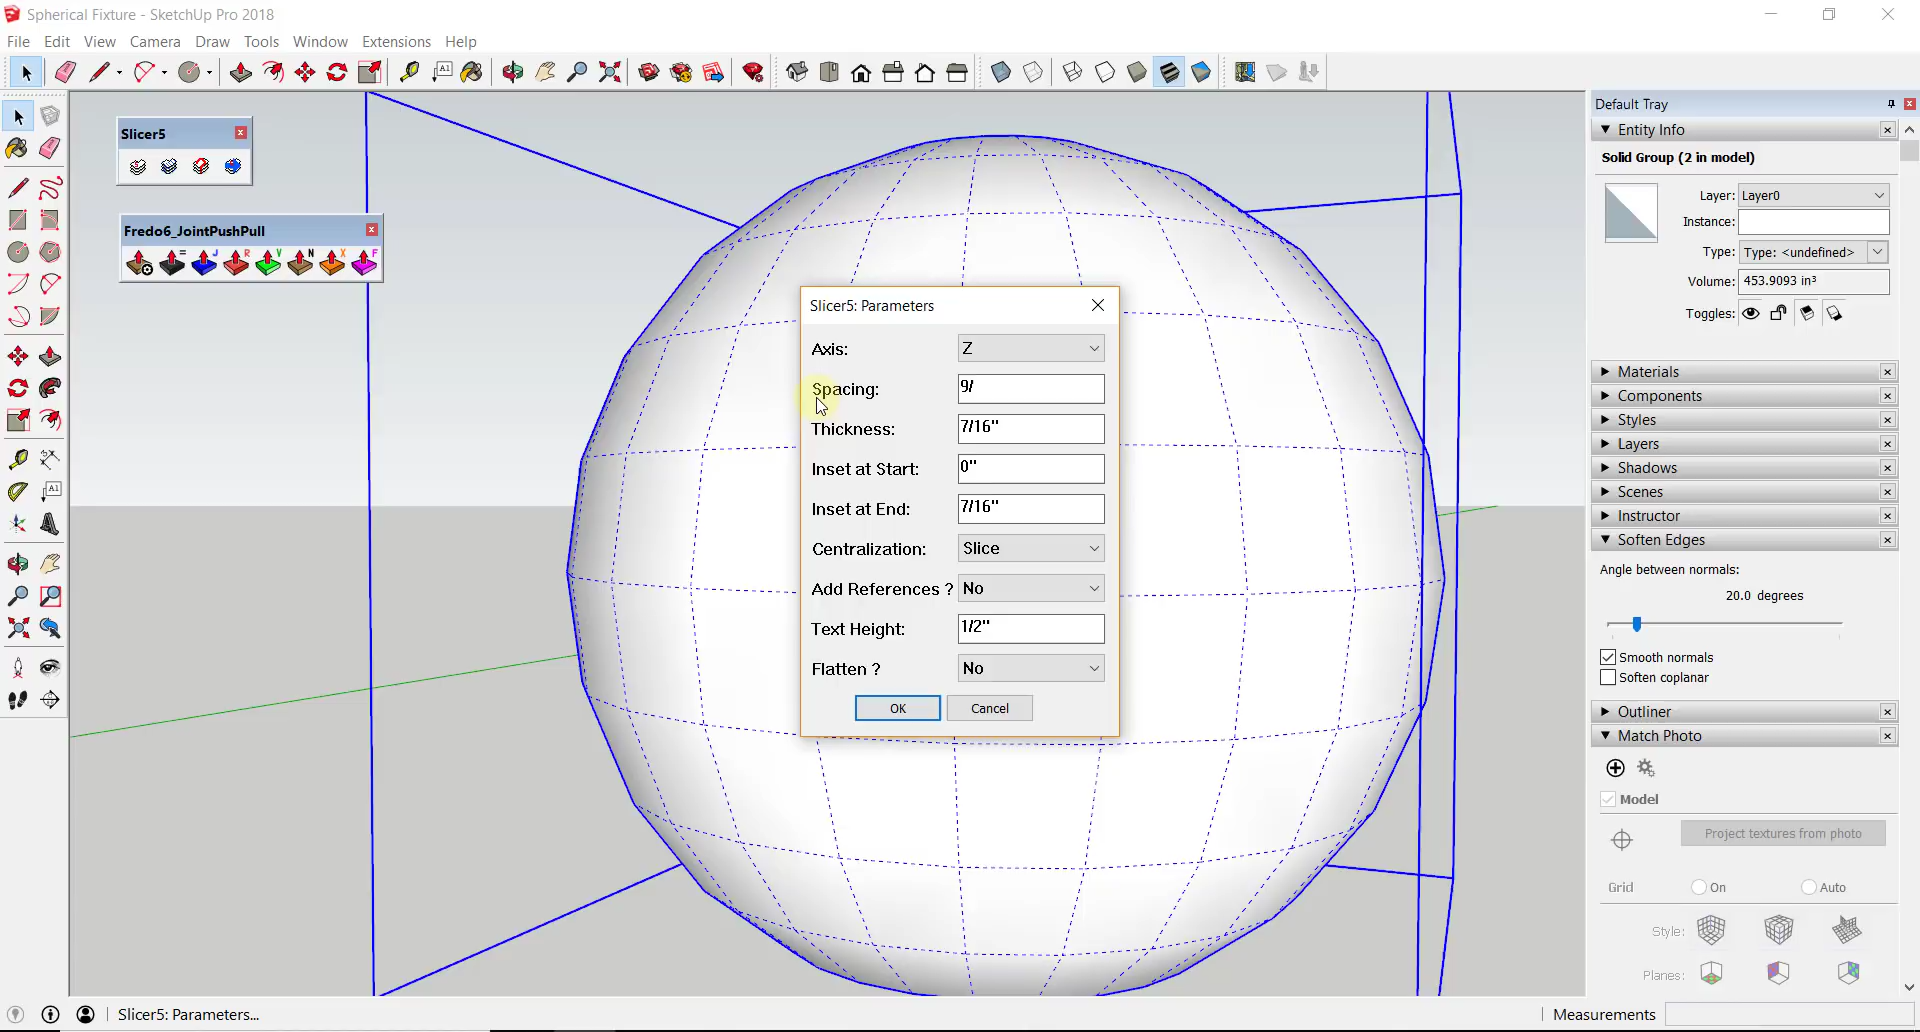 Spherical Fixture - SketchUp Pro 2018
File Edit View Camera Draw Tools Window Extensions Help
Slicer5
Fredo6_JointPushPull
= J R V N X F
A1
A1
Slicer5: Parameters
Axis: Z
Spacing: 9/
Thickness: 7/16"
Inset at Start: 0"
Inset at End: 7/16"
Centralization: Slice
Add References ? No
Text Height: 1/2"
Flatten ? No
OK Cancel
Default Tray
Entity Info
Solid Group (2 in model)
Layer: Layer0
Instance:
Type: Type: <undefined>
Volume: 453.9093 in³
Toggles:
Materials
Components
Styles
Layers
Shadows
Scenes
Instructor
Soften Edges
Angle between normals:
20.0 degrees
Smooth normals
Soften coplanar
Outliner
Match Photo
Model
Project textures from photo
Grid On Auto
Style:
Planes:
Slicer5: Parameters...
Measurements